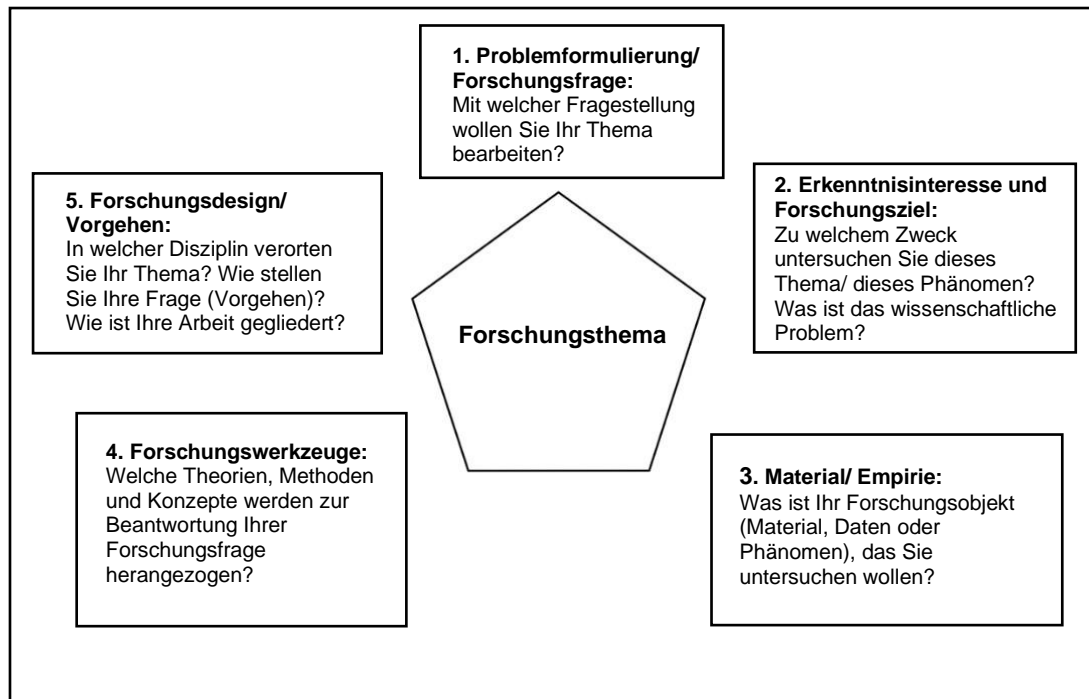 1. Problemformulierung/
Forschungsfrage:
Mit welcher Fragestellung
wollen Sie Ihr Thema
bearbeiten?
2. Erkenntnisinteresse und
Forschungsziel:
Zu welchem Zweck
untersuchen Sie dieses
Thema/ dieses Phänomen?
Was ist das wissenschaftliche
Problem?
3. Material/ Empirie:
Was ist Ihr Forschungsobjekt
(Material, Daten oder
Phänomen), das Sie
untersuchen wollen?
4. Forschungswerkzeuge:
Welche Theorien, Methoden
und Konzepte werden zur
Beantwortung Ihrer
Forschungsfrage
herangezogen?
5. Forschungsdesign/
Vorgehen:
In welcher Disziplin verorten
Sie Ihr Thema? Wie stellen
Sie Ihre Frage (Vorgehen)?
Wie ist Ihre Arbeit gegliedert?
Forschungsthema